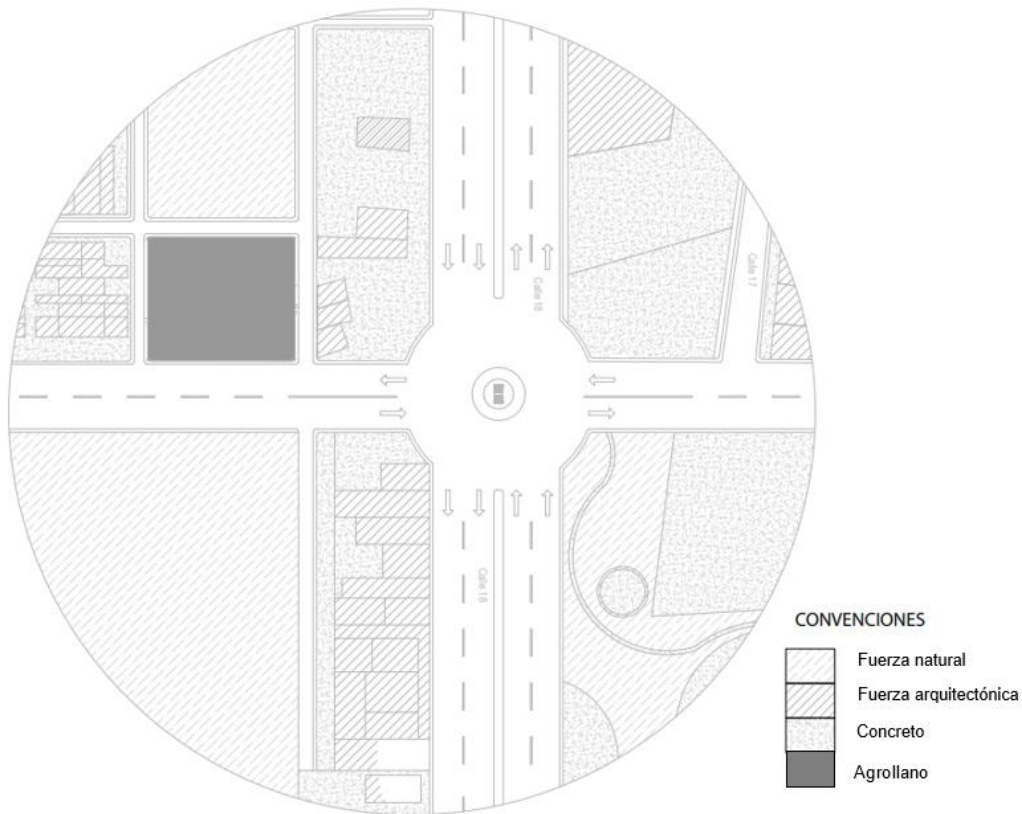 Calle 18
Calle 17
Calle 18
CONVENCIONES
Fuerza natural
Fuerza arquitectónica
Concreto
Agrollano